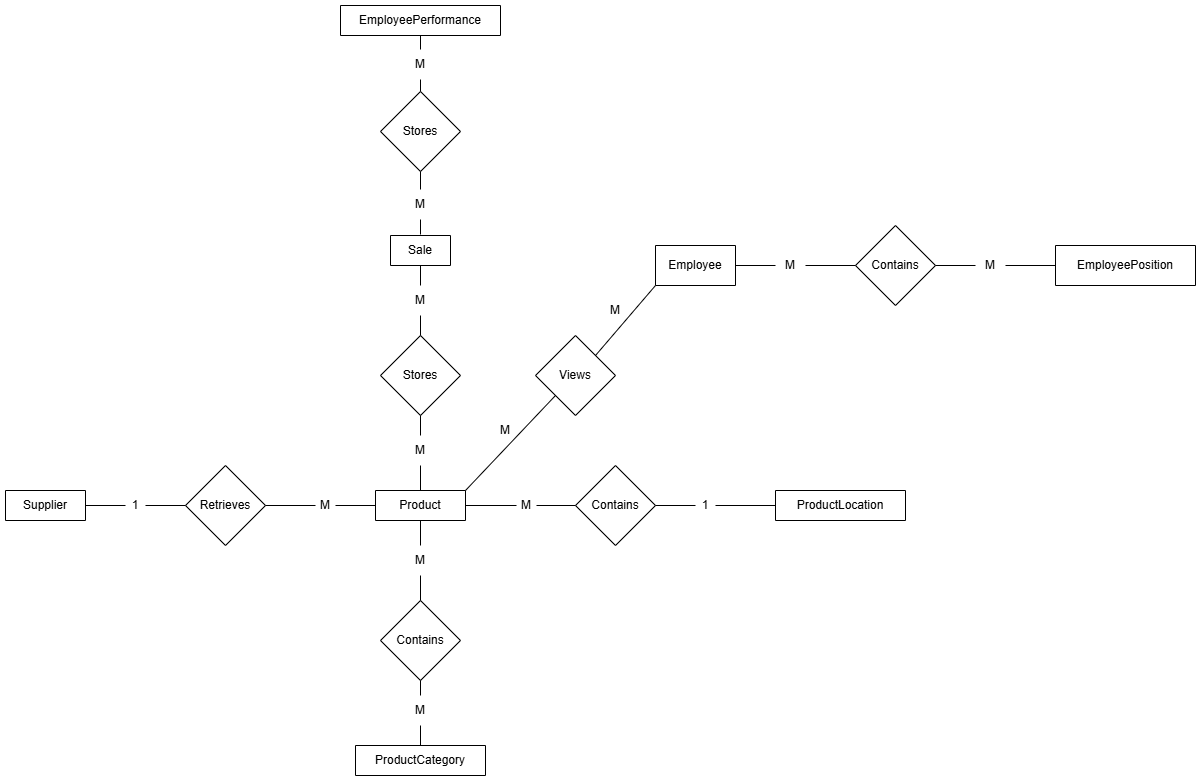 EmployeePerformance
M
Stores
M
Sale
M
Stores
M
Employee
M
Contains
M
EmployeePosition
M
Views
M
Supplier
1
Retrieves
M
Product
M
Contains
1
ProductLocation
M
Contains
M
ProductCategory